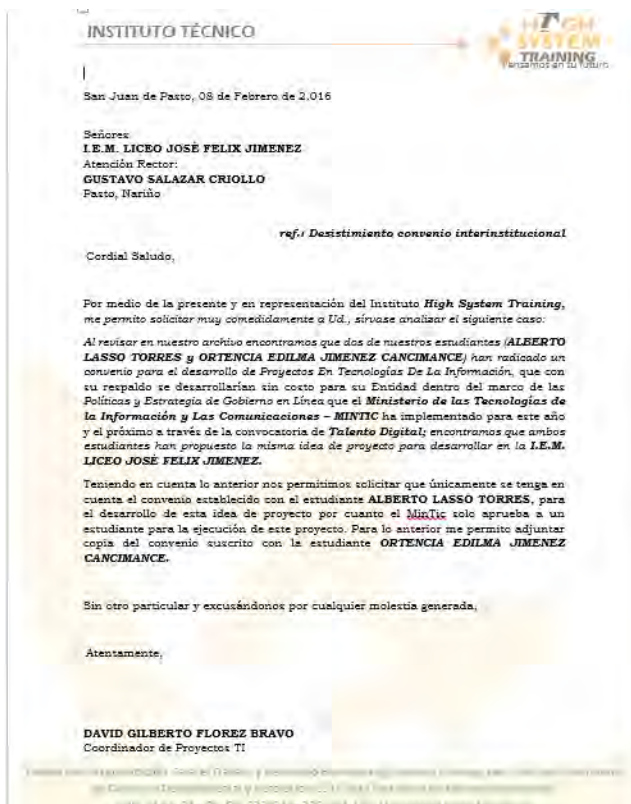 INSTITUTO TÉCNICO
HIGH
SYSTEM
TRAINING
Pensamos en tu futuro
San Juan de Pasto, 08 de Febrero de 2.016
Señores
I.E.M. LICEO JOSÉ FELIX JIMENEZ
Atención Rector:
GUSTAVO SALAZAR CRIOLLO
Pasto, Nariño
ref.: Desistimiento convenio interinstitucional
Cordial Saludo,
Por medio de la presente y en representación del Instituto High System Training,
me permito solicitar muy comedidamente a Ud., sírvase analizar el siguiente caso:
Al revisar en nuestro archivo encontramos que dos de nuestros estudiantes (ALBERTO
LASSO TORRES y ORTENCIA EDILMA JIMENEZ CANCIMANCE) han radicado un
convenio para el desarrollo de Proyectos En Tecnologías De La Información, que con
su respaldo se desarrollarían sin costo para su Entidad dentro del marco de las
Políticas y Estrategia de Gobierno en Línea que el Ministerio de las Tecnologías de
la Información y Las Comunicaciones – MINTIC ha implementado para este año
y el próximo a través de la convocatoria de Talento Digital; encontramos que ambos
estudiantes han propuesto la misma idea de proyecto para desarrollar en la I.E.M.
LICEO JOSÉ FELIX JIMENEZ.
Teniendo en cuenta lo anterior nos permitimos solicitar que únicamente se tenga en
cuenta el convenio establecido con el estudiante ALBERTO LASSO TORRES, para
el desarrollo de esta idea de proyecto por cuanto el MinTic solo aprueba a un
estudiante para la ejecución de este proyecto. Para lo anterior me permito adjuntar
copia del convenio suscrito con la estudiante ORTENCIA EDILMA JIMENEZ
CANCIMANCE.
Sin otro particular y excusándonos por cualquier molestia generada,
Atentamente,
DAVID GILBERTO FLOREZ BRAVO
Coordinador de Proyectos TI